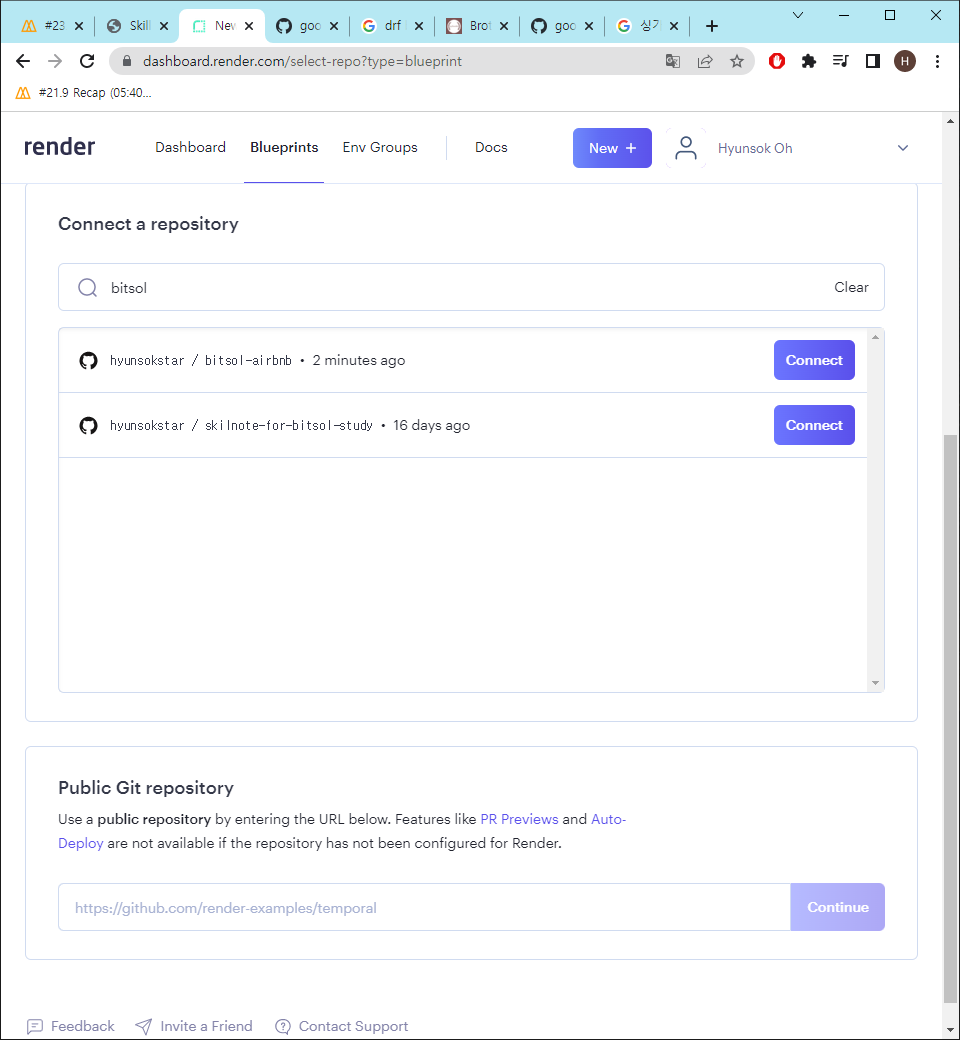 #23
Skil
New
goo
drf
Brot
goo
싱가
dashboard.render.com/select-repo?type=blueprint
H
#21.9 Recap (05:40...
render
Dashboard
Blueprints
Env Groups
Docs
New +
Hyunsok Oh
Connect a repository
bitsol
Clear
hyunsokstar / bitsol-airbnb • 2 minutes ago
Connect
hyunsokstar / skilnote-for-bitsol-study • 16 days ago
Connect
Public Git repository
Use a public repository by entering the URL below. Features like PR Previews and Auto-
Deploy are not available if the repository has not been configured for Render.
https://github.com/render-examples/temporal
Continue
Feedback
Invite a Friend
Contact Support